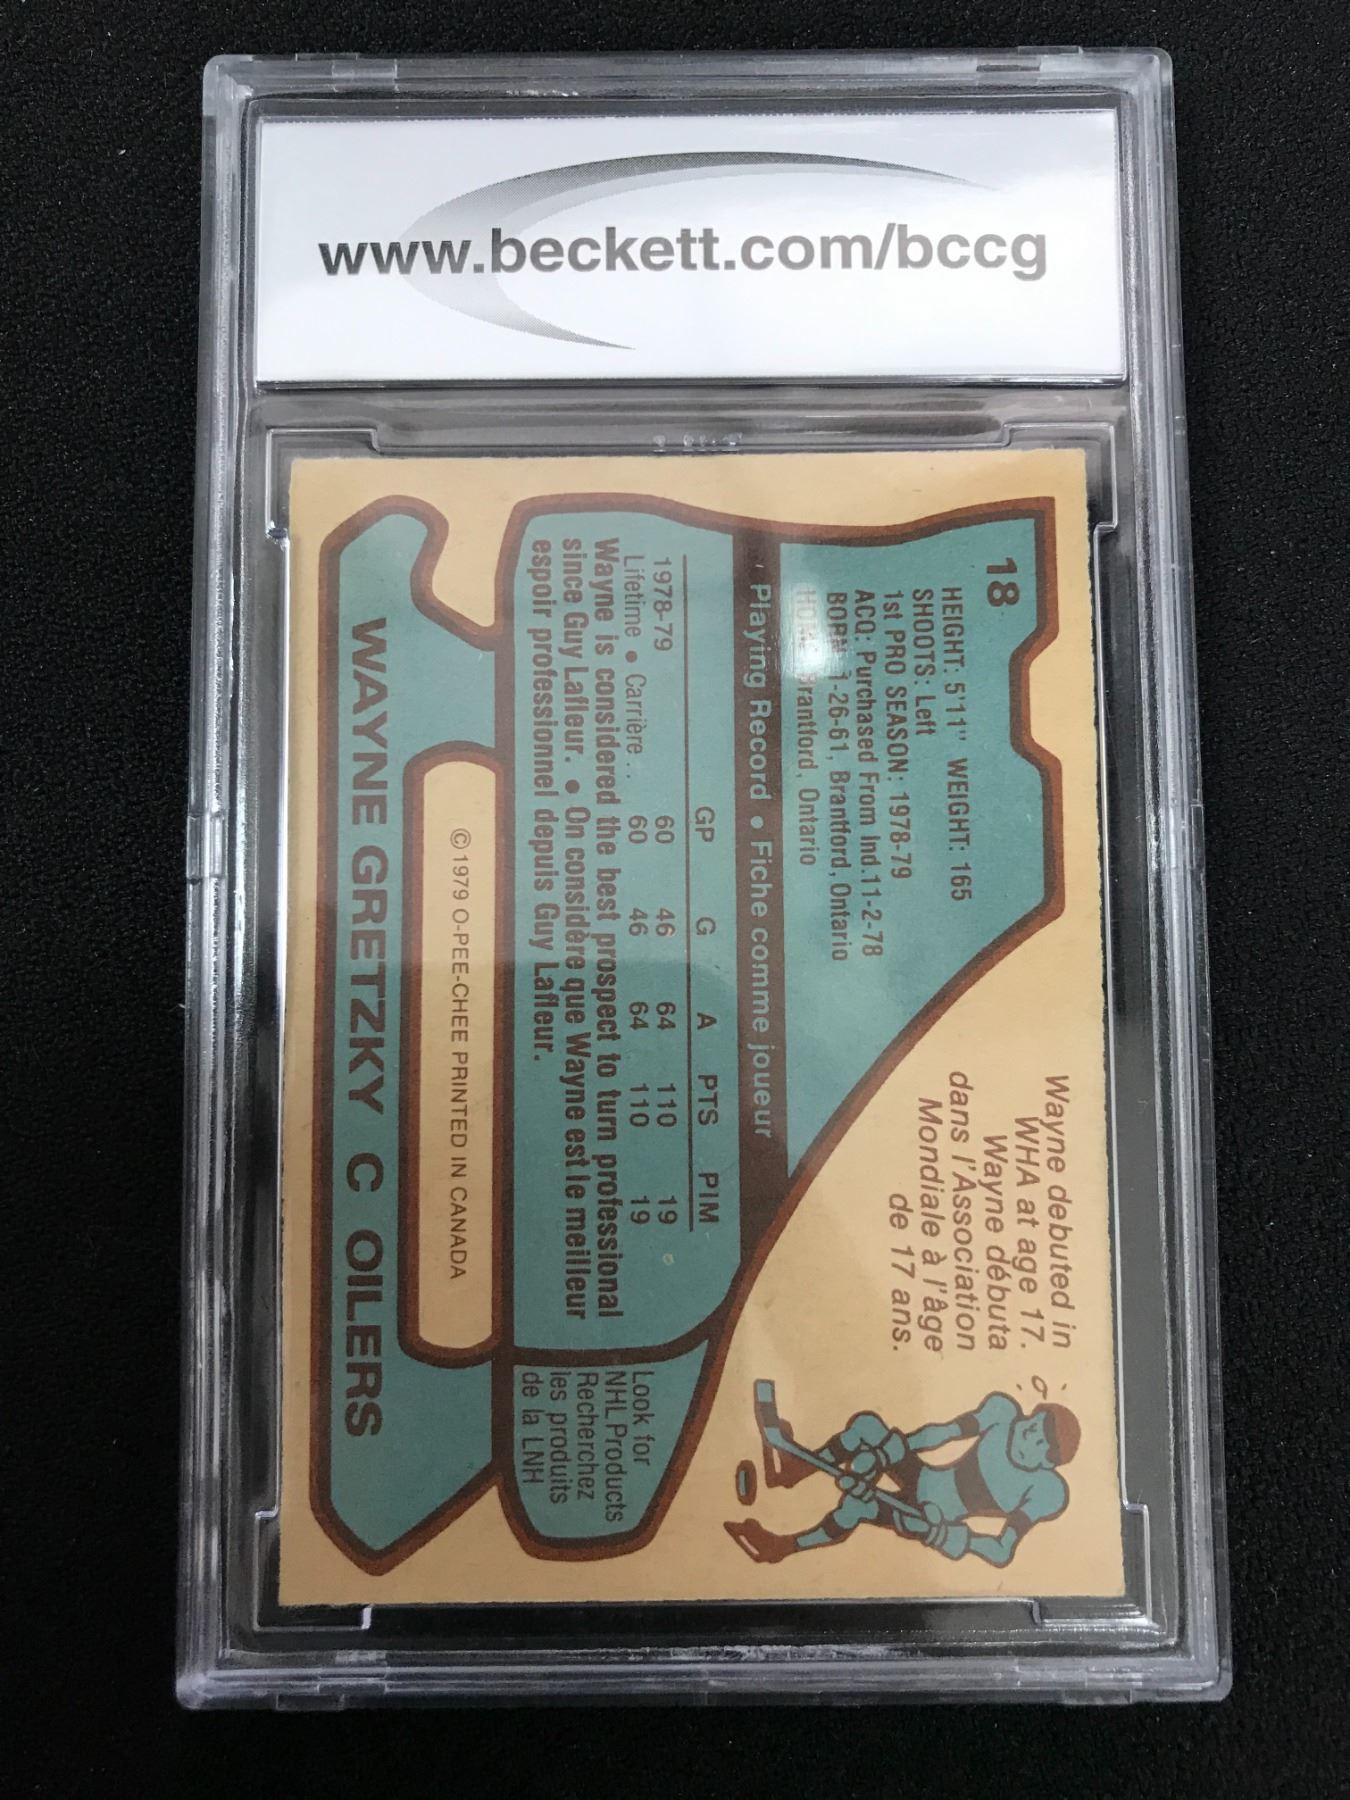 www.beckett.com/bccg
18
HEIGHT: 5'11" WEIGHT: 165
SHOOTS: Left
1st PRO SEASON: 1978-79
ACQ: Purchased From Ind. 11-2-78
BORN 1-26-61, Brantford, Ontario
HOME Brantford, Ontario
Wayne debuted in
WHA at age 17.
Wayne débuta
dans l'Association
Mondiale à l'âge
de 17 ans.
Playing Record • Fiche comme joueur
GP G A PTS PIM
1978-79 60 46 64 110 19
Lifetime • Carrière.. 60 46 64 110 19
Wayne is considered the best prospect to turn professional
since Guy Lafleur. • On considère que Wayne est le meilleur
espoir professionnel depuis Guy Lafleur.
Look for
NHL Products
Recherchez
les produits
de la LNH
© 1979 O-PEE-CHEE PRINTED IN CANADA
WAYNE GRETZKY C OILERS